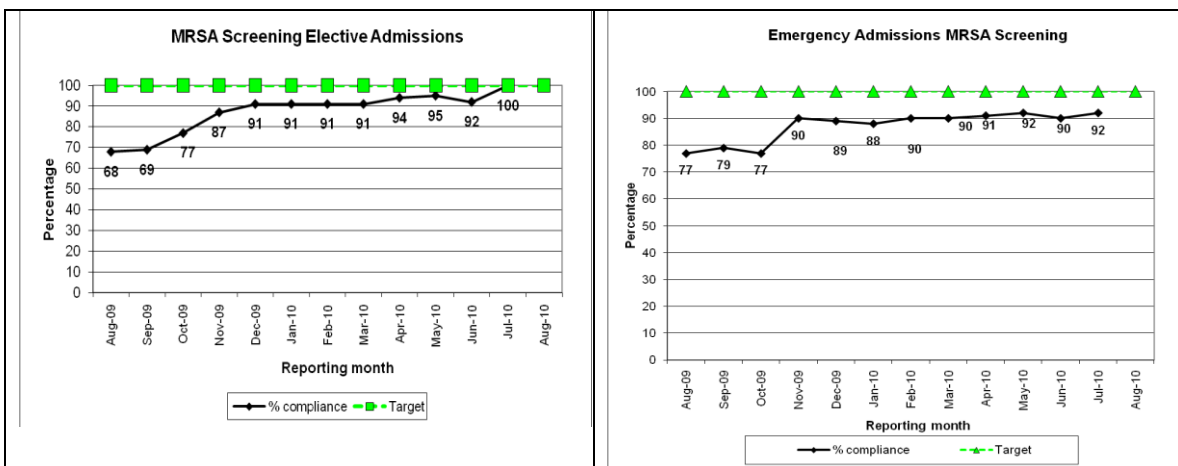 MRSA Screening Elective Admissions
100
90
80
70
60
50
40
30
20
10
0
Percentage
68
69
77
87
91
91
91
91
94
95
92
100
Aug-09
Sep-09
Oct-09
Nov-09
Dec-09
Jan-10
Feb-10
Mar-10
Apr-10
May-10
Jun-10
Jul-10
Aug-10
Reporting month
% compliance
Target
Emergency Admissions MRSA Screening
100
90
80
70
60
50
40
30
20
10
0
Percentage
77
79
77
90
89
88
90
90
91
92
90
92
Aug-09
Sep-09
Oct-09
Nov-09
Dec-09
Jan-10
Feb-10
Mar-10
Apr-10
May-10
Jun-10
Jul-10
Aug-10
Reporting month
% compliance
Target